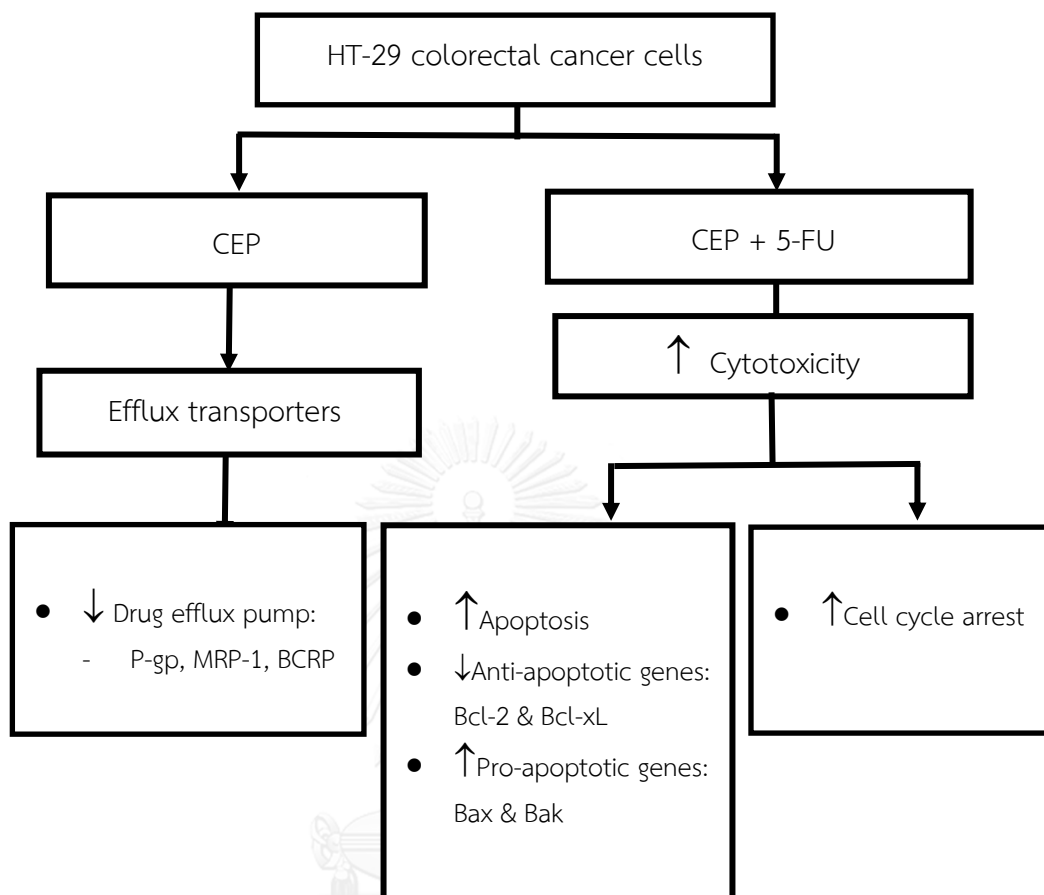 HT-29 colorectal cancer cells
CEP
CEP + 5-FU
↑ Cytotoxicity
Efflux transporters
● ↓ Drug efflux pump:
- P-gp, MRP-1, BCRP
● ↑Apoptosis
● ↓Anti-apoptotic genes:
Bcl-2 & Bcl-xL
● ↑Pro-apoptotic genes:
Bax & Bak
● ↑Cell cycle arrest